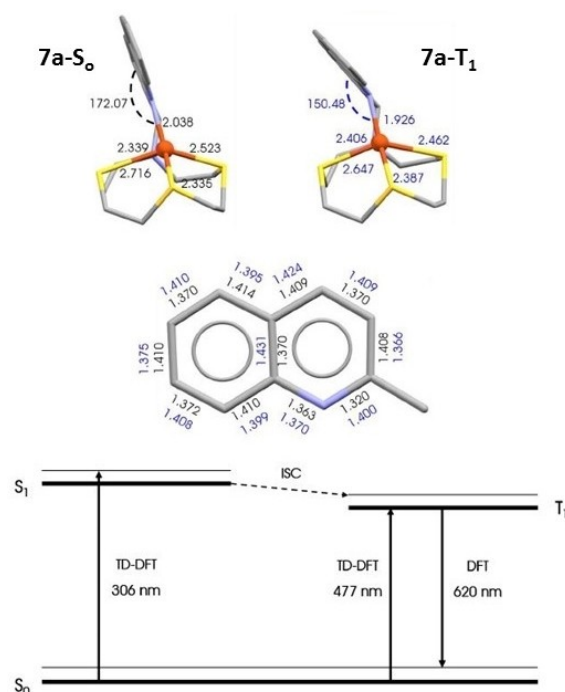 7a-So 7a-T1
172.07 150.48
2.038 1.926
2.339 2.523 2.406 2.462
2.716 2.335 2.647 2.387
1.410 1.395 1.424 1.409
1.370 1.414 1.409 1.370
1.375 1.410 1.431 1.370 1.408 1.366
1.372 1.410 1.363 1.320
1.408 1.399 1.370 1.400
ISC
S1
T1
TD-DFT TD-DFT DFT
306 nm 477 nm 620 nm
S0